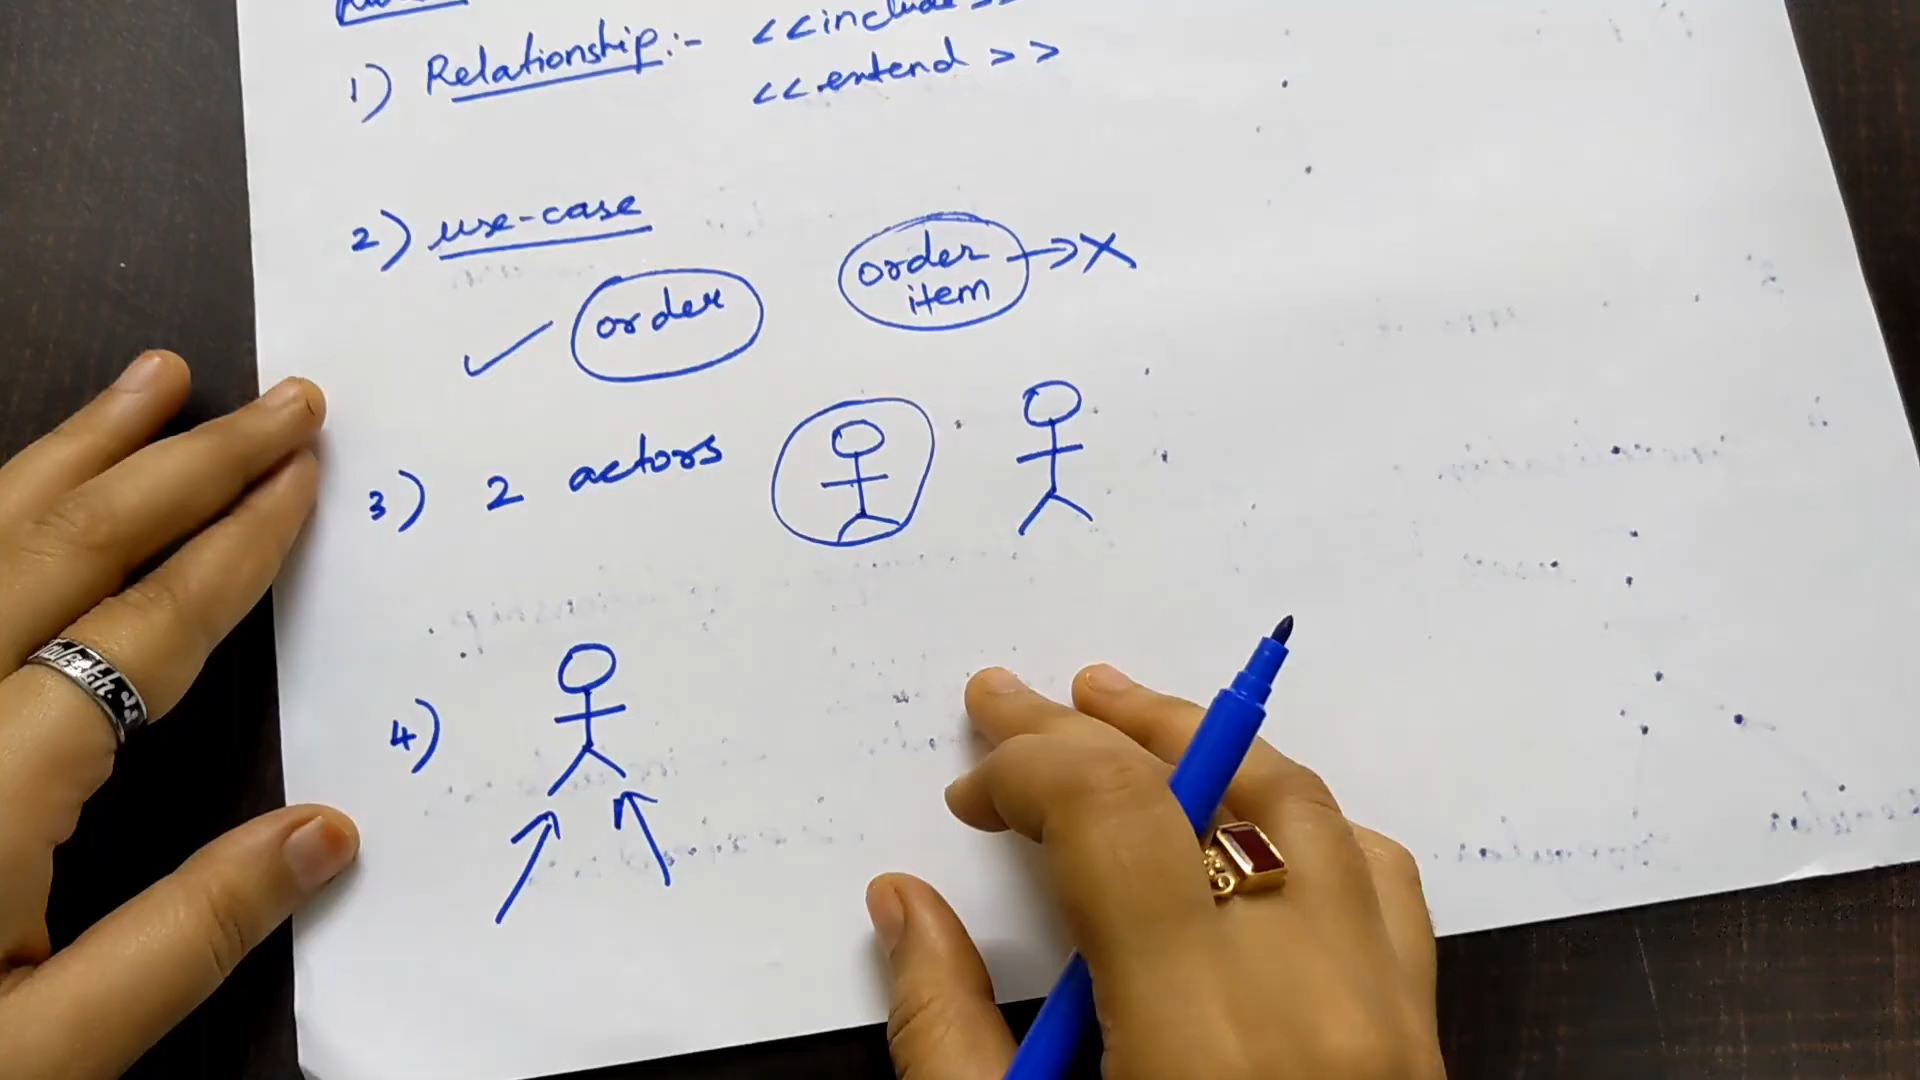 1) Relationship:- <<include>>
<<extend>>
2) use-case
order
order item → X
3) 2 actors
4)